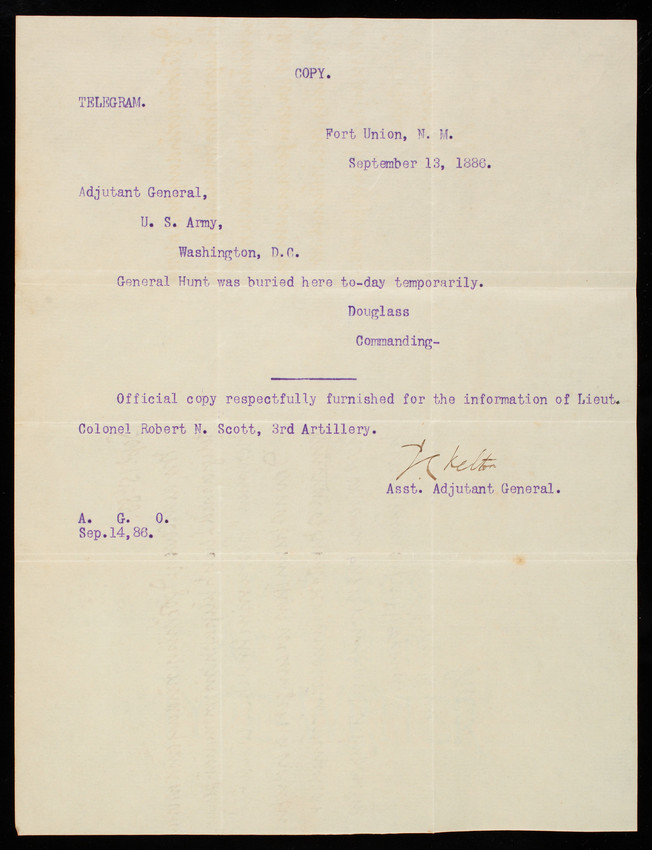 COPY.
TELEGRAM.
Fort Union, N. M.
September 13, 1886.
Adjutant General,
U. S. Army,
Washington, D.C.
General Hunt was buried here to-day temporarily.
Douglass
Commanding-
Official copy respectfully furnished for the information of Lieut.
Colonel Robert N. Scott, 3rd Artillery.
J C Kelton
Asst. Adjutant General.
A. G. O.
Sep.14,86.